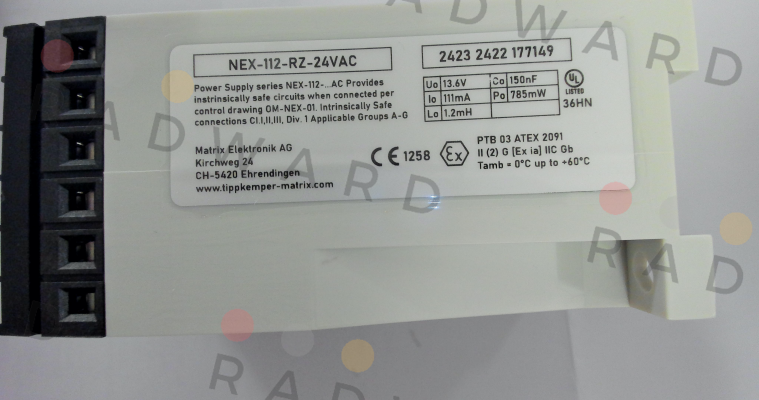 NEX-112-RZ-24VAC
2423 2422 177149
Power Supply series NEX-112-...AC Provides
instrinsically safe circuits when connected per
control drawing OM-NEX-01. Intrinsically Safe
connections Cl.I,II,III, Div. 1 Applicable Groups A-G
Uo 13.6V Co 150nF
Io 111mA Po 785mW
Lo 1.2mH
UL
LISTED
36HN
Matrix Elektronik AG
Kirchweg 24
CH-5420 Ehrendingen
www.tippkemper-matrix.com
CE 1258
Ex
PTB 03 ATEX 2091
II (2) G [Ex ia] IIC Gb
Tamb = 0°C up to +60°C
RADWARD
RADWARD
RAD
RADWARD